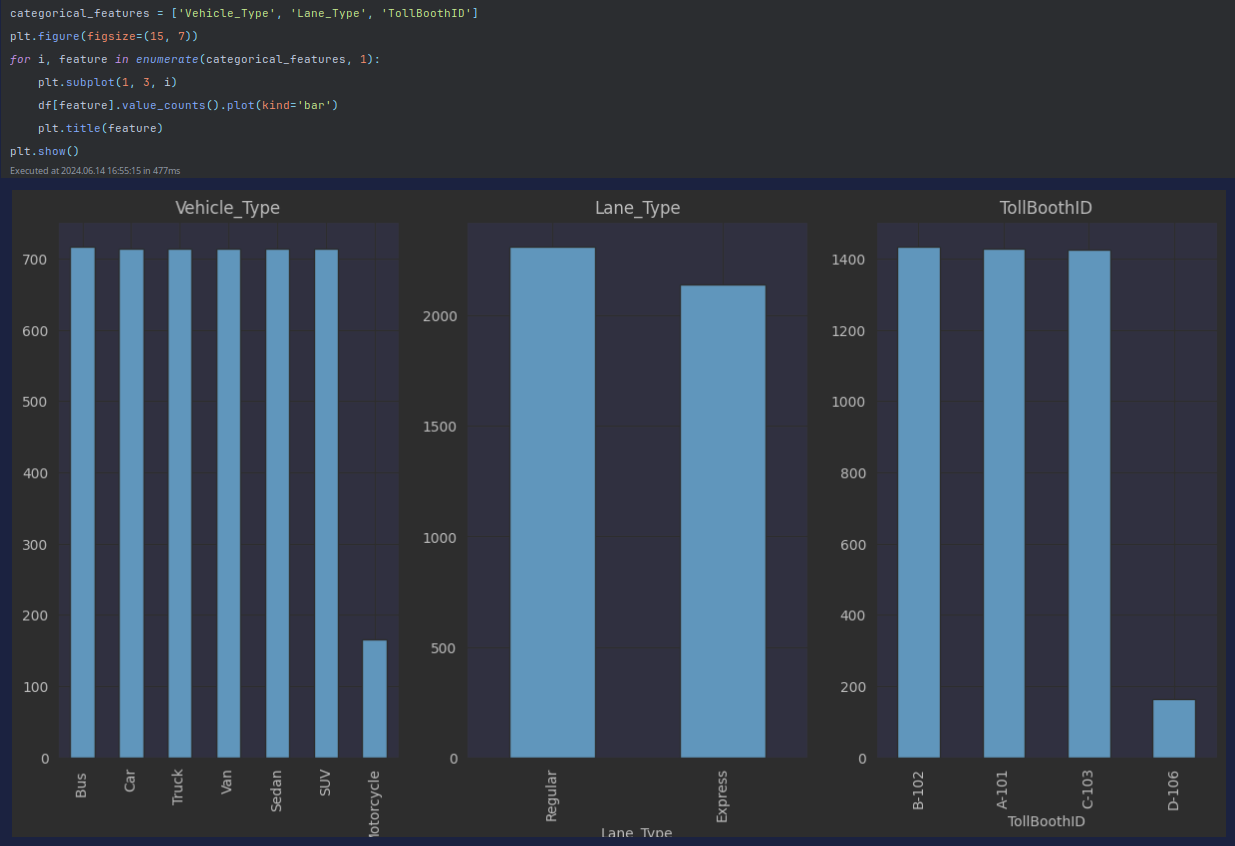 categorical_features = ['Vehicle_Type', 'Lane_Type', 'TollBoothID']
plt.figure(figsize=(15, 7))
for i, feature in enumerate(categorical_features, 1):
    plt.subplot(1, 3, i)
    df[feature].value_counts().plot(kind='bar')
    plt.title(feature)
plt.show()
Executed at 2024.06.14 16:55:15 in 477ms
Vehicle_Type
700
600
500
400
300
200
100
0
Bus
Car
Truck
Van
Sedan
SUV
otorcycle
Lane_Type
2000
1500
1000
500
0
Regular
Express
Lane_Type
TollBoothID
1400
1200
1000
800
600
400
200
0
B-102
A-101
C-103
D-106
TollBoothID